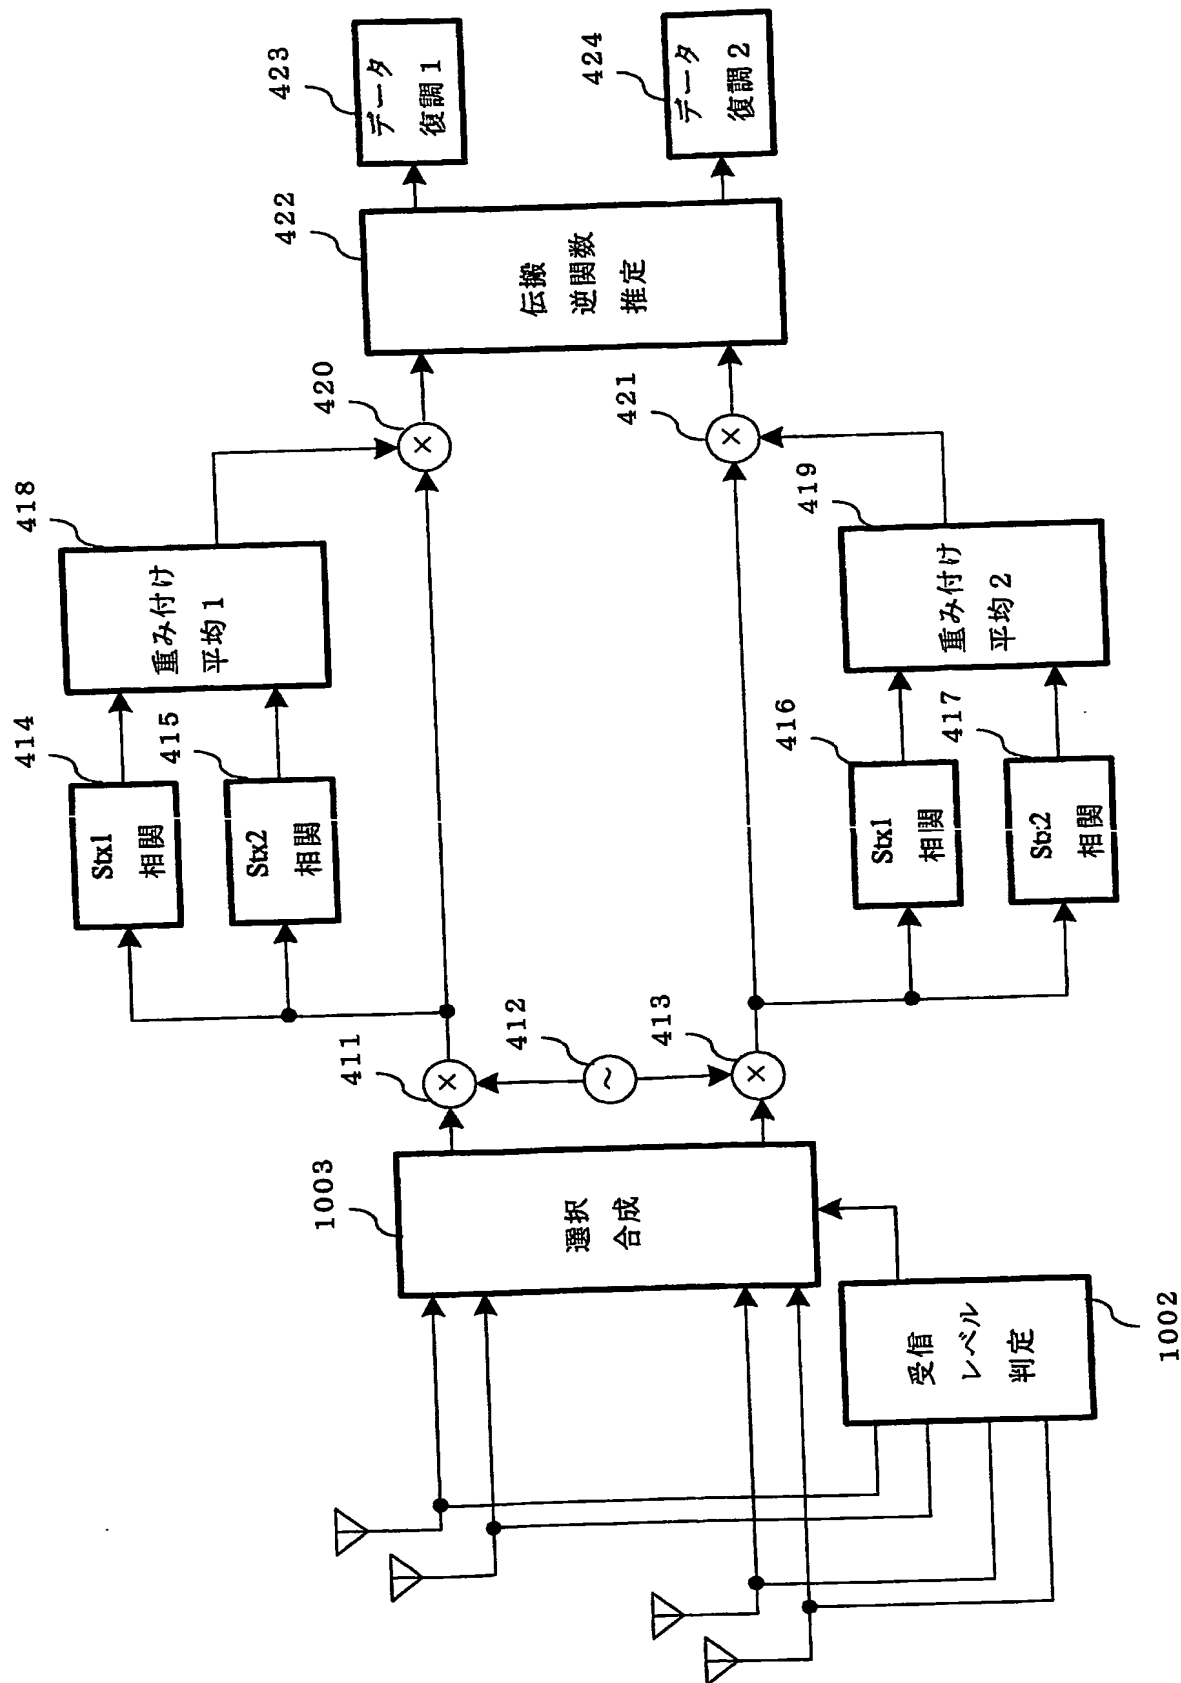 1003
選択
合成
受信
レベル
判定
1002
411
412
413
×
~
×
414
Stx1
相関
415
Stx2
相関
418
重み付け
平均1
416
Stx1
相関
417
Stx2
相関
419
重み付け
平均2
420
×
421
×
422
伝搬
逆関数
推定
423
データ
復調1
424
データ
復調2